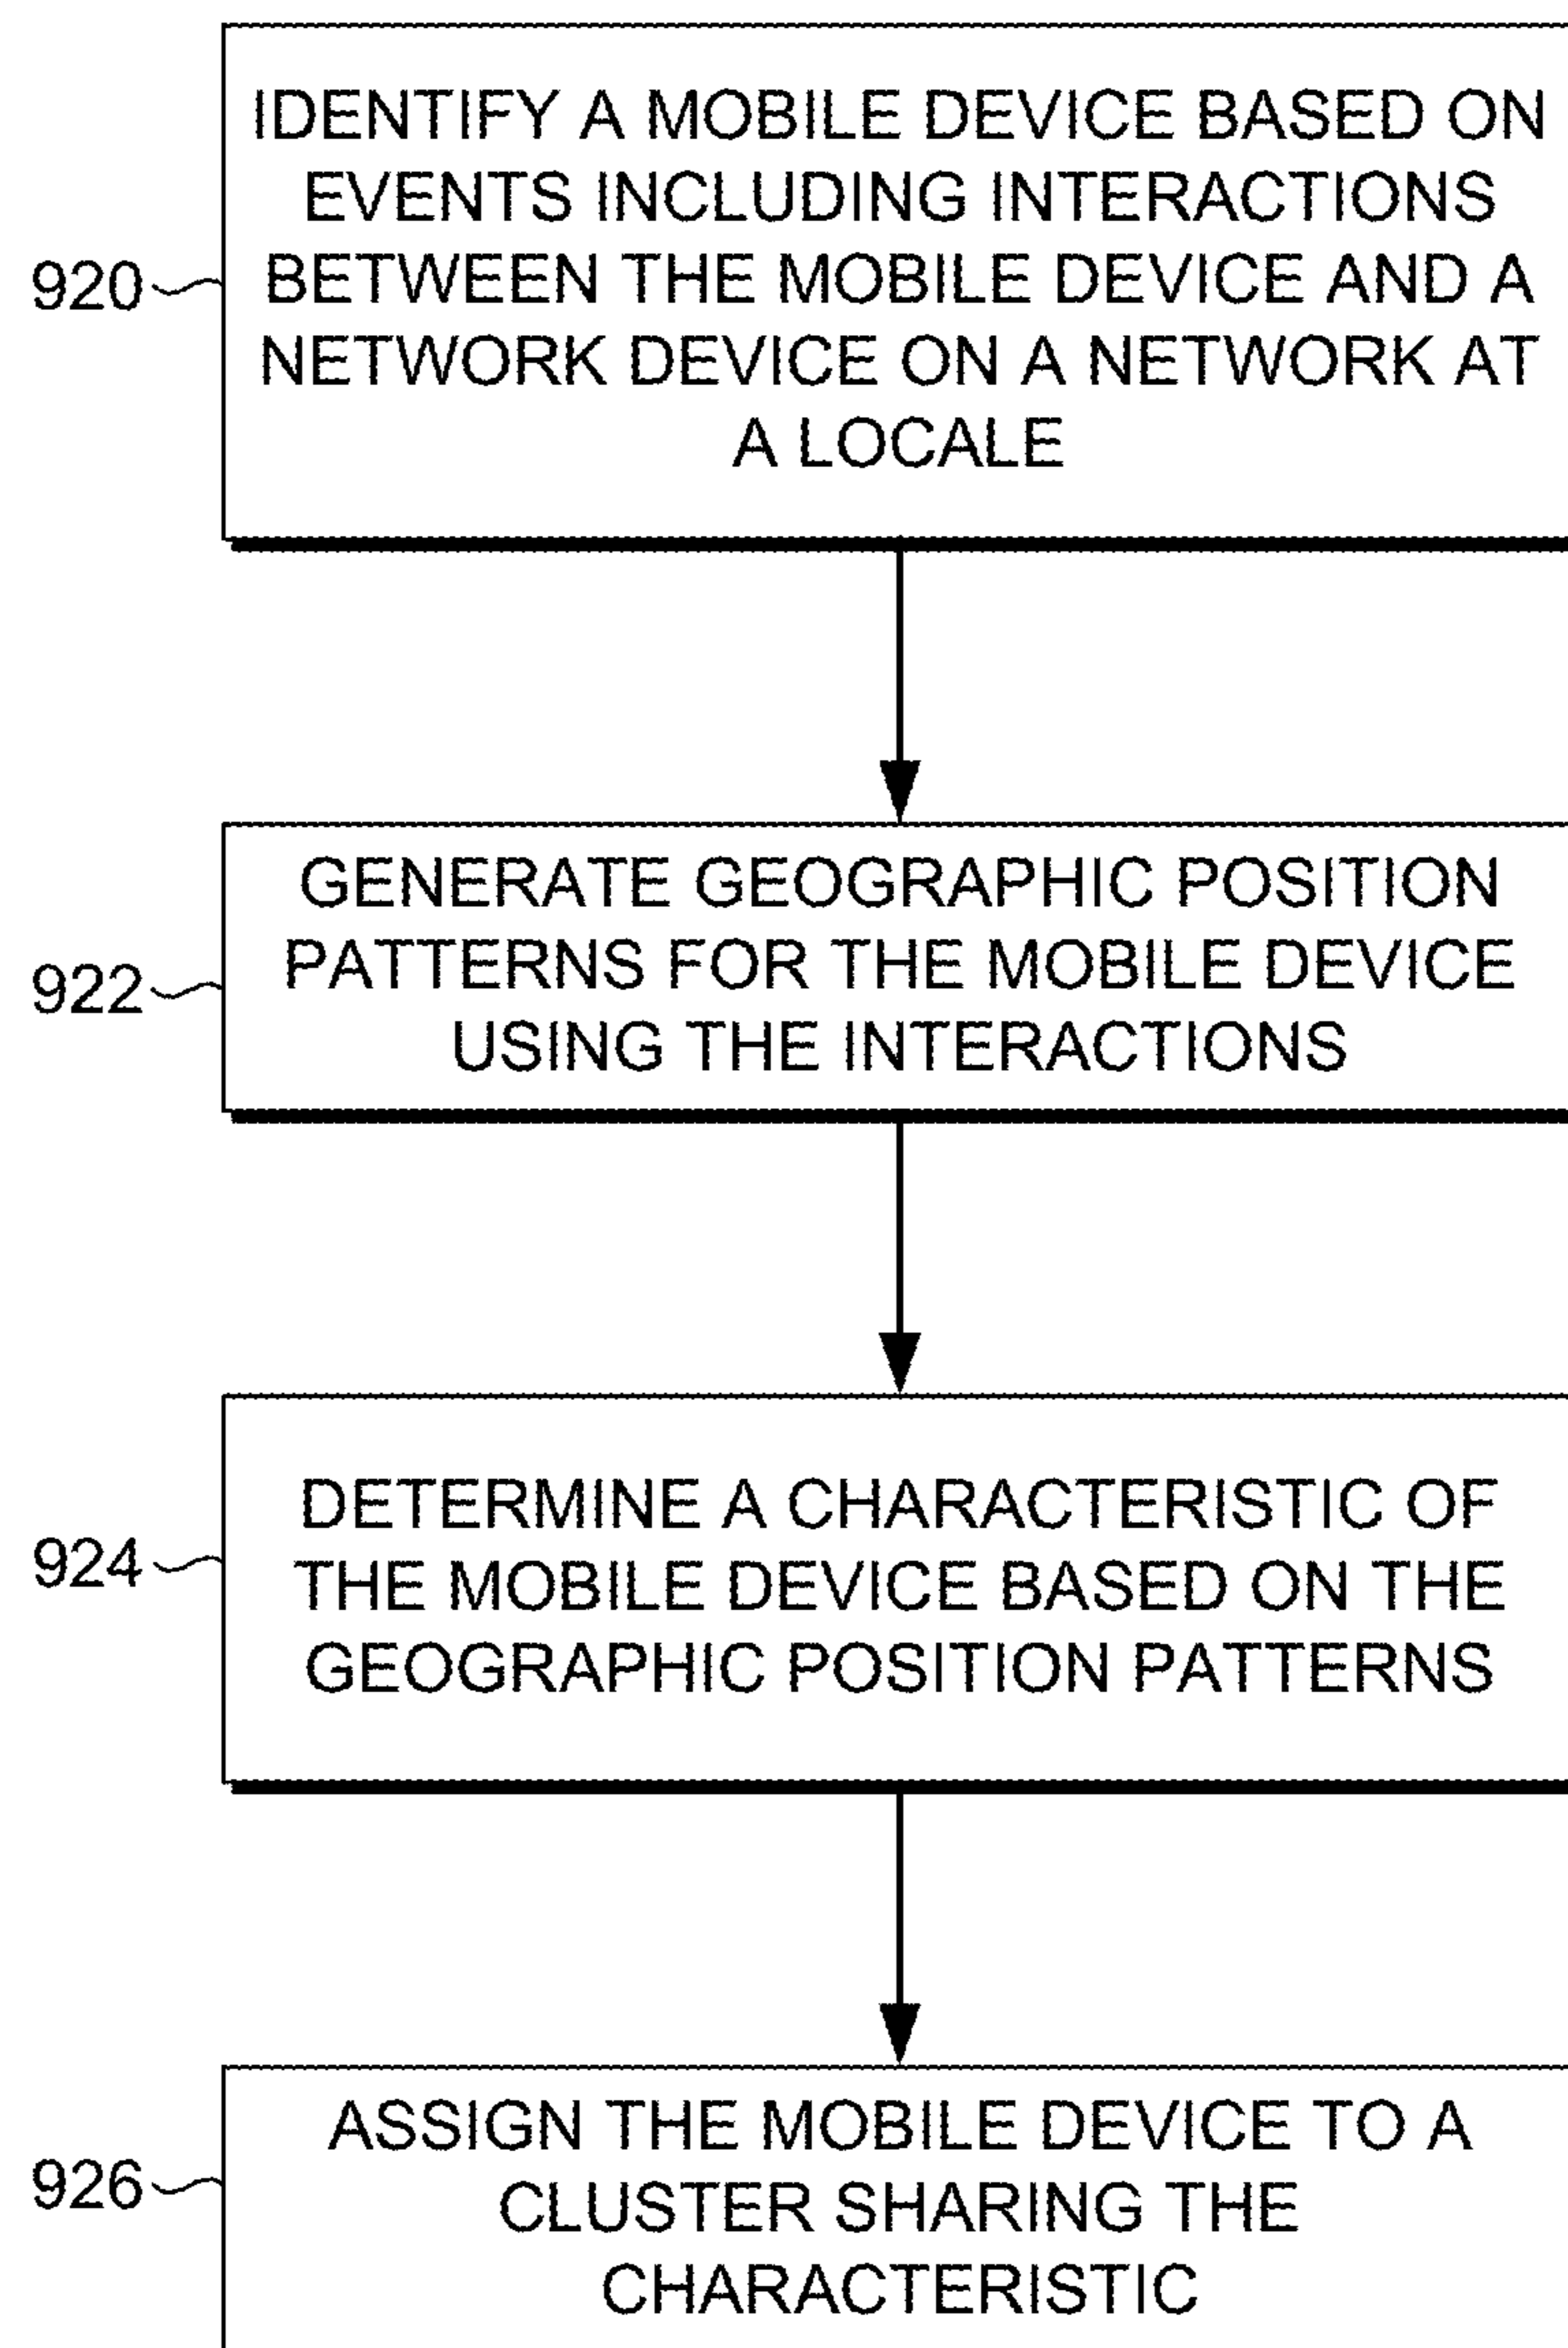 IDENTIFY A MOBILE DEVICE BASED ON
EVENTS INCLUDING INTERACTIONS
BETWEEN THE MOBILE DEVICE AND A
NETWORK DEVICE ON A NETWORK AT
A LOCALE
920
GENERATE GEOGRAPHIC POSITION
PATTERNS FOR THE MOBILE DEVICE
USING THE INTERACTIONS
922
DETERMINE A CHARACTERISTIC OF
THE MOBILE DEVICE BASED ON THE
GEOGRAPHIC POSITION PATTERNS
924
ASSIGN THE MOBILE DEVICE TO A
CLUSTER SHARING THE
CHARACTERISTIC
926